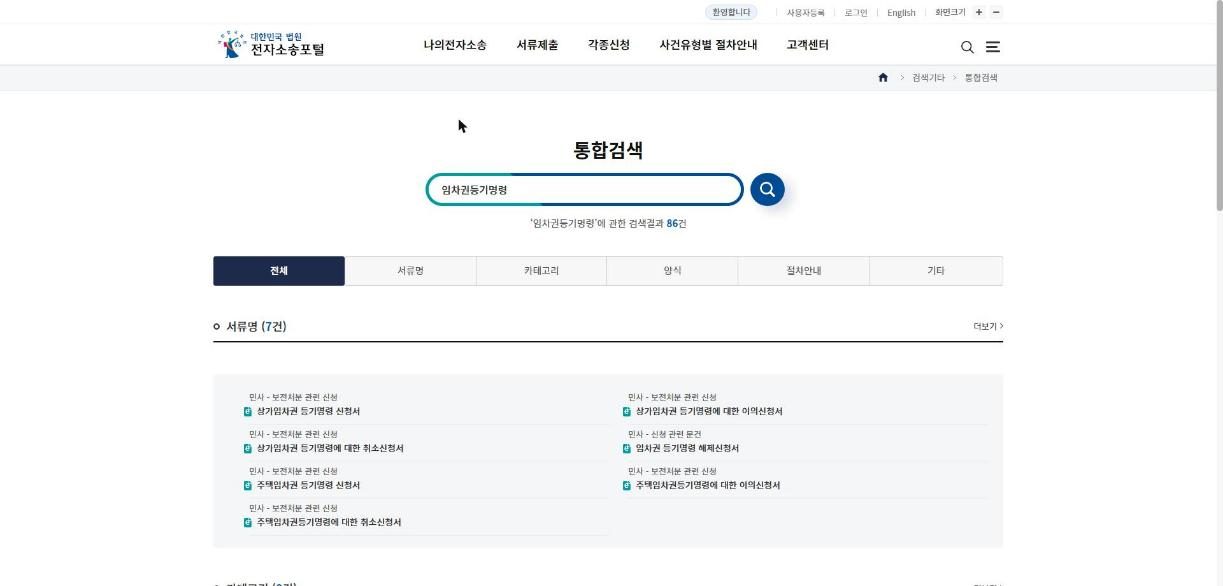 환영합니다 사용자등록 로그인 English 화면크기 + −
대한민국 법원
전자소송포털
나의전자소송 서류제출 각종신청 사건유형별 절차안내 고객센터
검색기타 > 통합검색
통합검색
임차권등기명령
'임차권등기명령'에 관한 검색결과 86건
전체 서류명 카테고리 양식 절차안내 기타
서류명 (7건) 더보기 >
민사 - 보전처분 관련 신청
상가임차권 등기명령 신청서
민사 - 보전처분 관련 신청
상가임차권 등기명령에 대한 이의신청서
민사 - 보전처분 관련 신청
상가임차권 등기명령에 대한 취소신청서
민사 - 신청 관련 문건
임차권 등기명령 해제신청서
민사 - 보전처분 관련 신청
주택임차권 등기명령 신청서
민사 - 보전처분 관련 신청
주택임차권등기명령에 대한 이의신청서
민사 - 보전처분 관련 신청
주택임차권등기명령에 대한 취소신청서